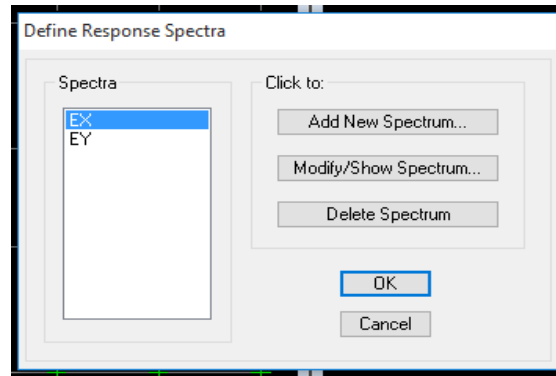 Define Response Spectra
Spectra
EX
EY
Click to:
Add New Spectrum...
Modify/Show Spectrum...
Delete Spectrum
OK
Cancel